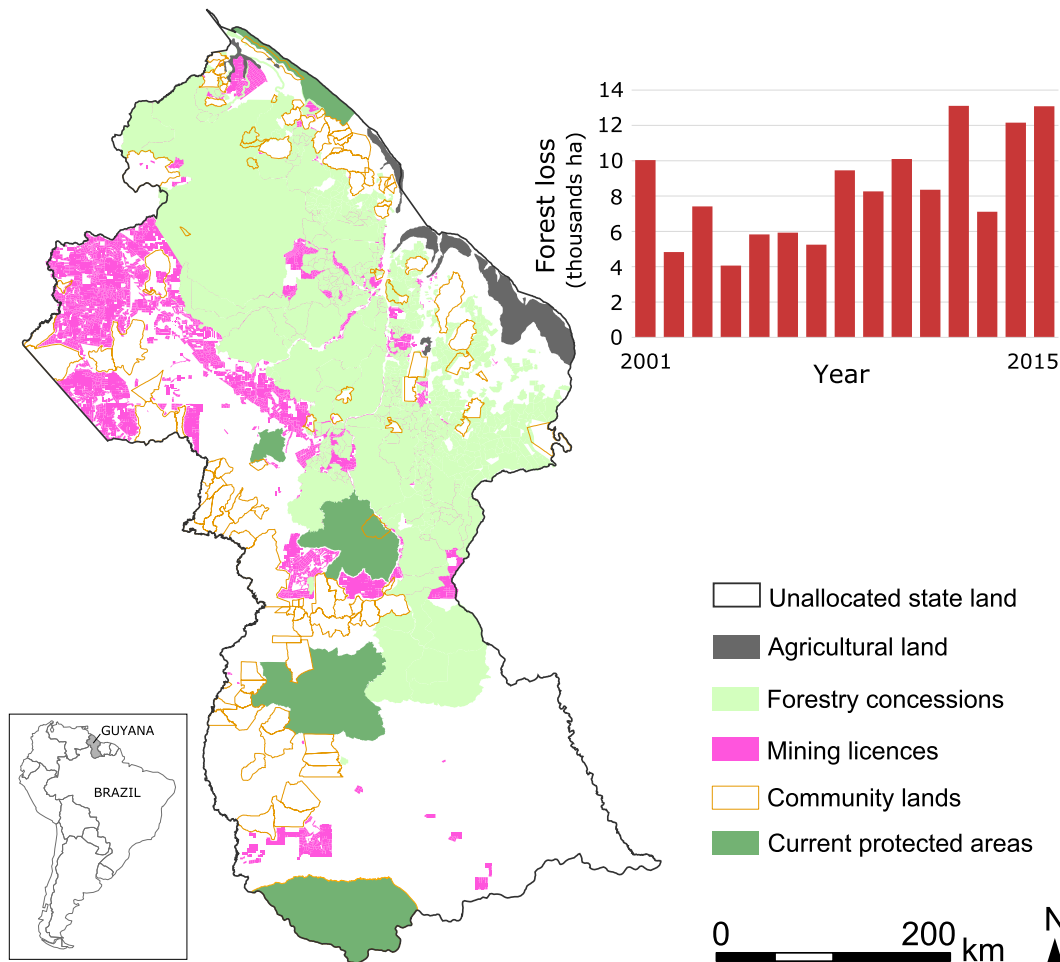 14
12
10
8
6
4
2
0
Forest loss
(thousands ha)
2001
2015
Year
Unallocated state land
Agricultural land
Forestry concessions
Mining licences
Community lands
Current protected areas
GUYANA
BRAZIL
0
200
km
N